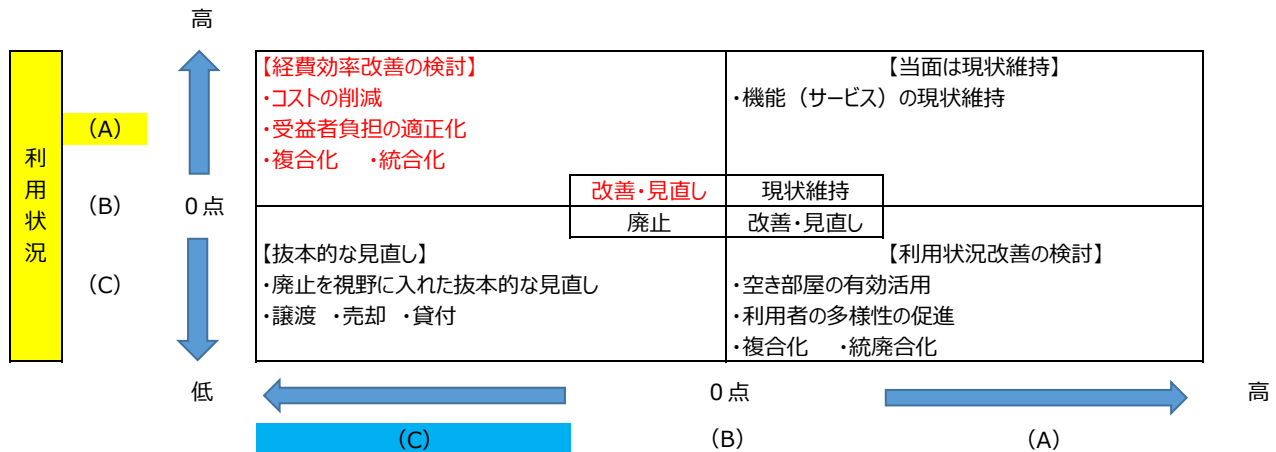 高
利用状況
(A)
(B)
(C)
0点
低
【経費効率改善の検討】
・コストの削減
・受益者負担の適正化
・複合化　・統合化
【当面は現状維持】
・機能（サービス）の現状維持
改善・見直し
現状維持
廃止
改善・見直し
【抜本的な見直し】
・廃止を視野に入れた抜本的な見直し
・譲渡 ・売却 ・貸付
【利用状況改善の検討】
・空き部屋の有効活用
・利用者の多様性の促進
・複合化　・統廃合化
0点
高
(C)
(B)
(A)